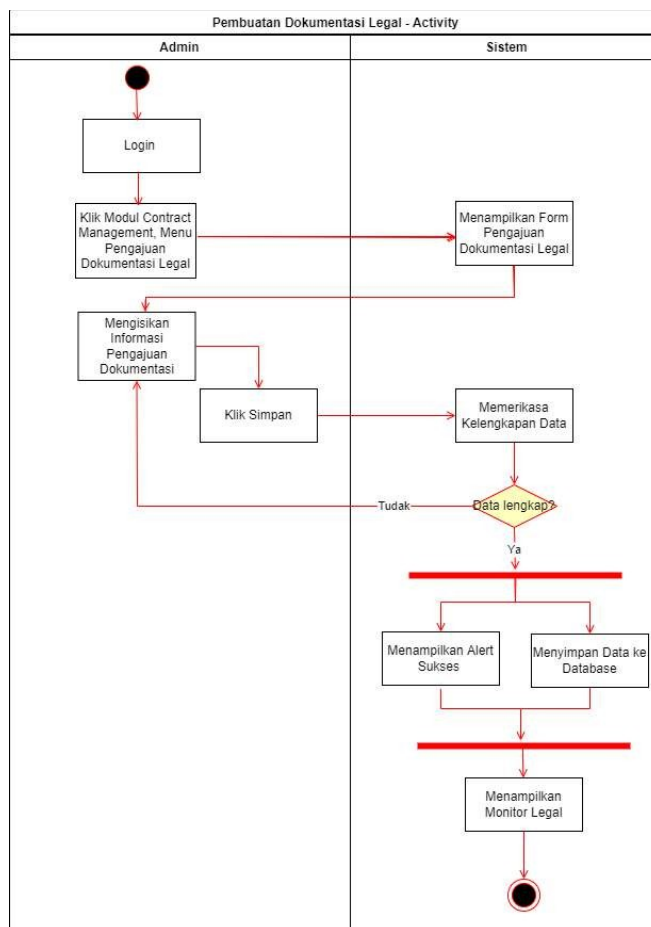 Pembuatan Dokumentasi Legal - Activity
Admin
Sistem
Login
Klik Modul Contract
Management, Menu
Pengajuan
Dokumentasi Legal
Menampilkan Form
Pengajuan
Dokumentasi Legal
Mengisikan
Informasi
Pengajuan
Dokumentasi
Klik Simpan
Memerikasa
Kelengkapan Data
Data lengkap?
Tudak
Ya
Menampilkan Alert
Sukses
Menyimpan Data ke
Database
Menampilkan
Monitor Legal